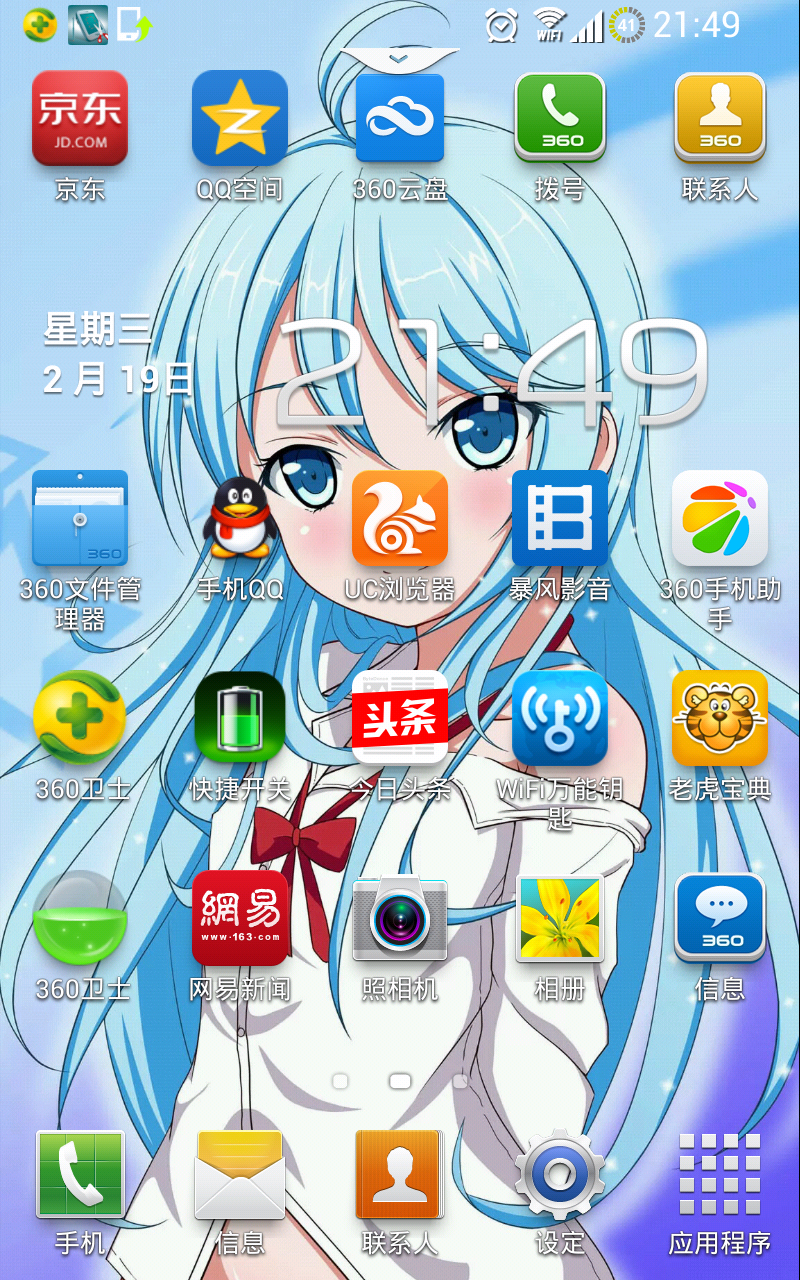 WIFI 41 21:49
京东
JD.COM
Z
360
360
京东 QQ空间 360云盘 拨号 联系人
星期三
2月19日
21:49
360
360文件管
理器
手机QQ
UC浏览器
暴风影音
360手机助
手
头条
360卫士
快捷开关
今日头条
WiFi万能钥
匙
老虎宝典
網易
www.163.com
360
360卫士 网易新闻 照相机 相册 信息
手机 信息 联系人 设定 应用程序